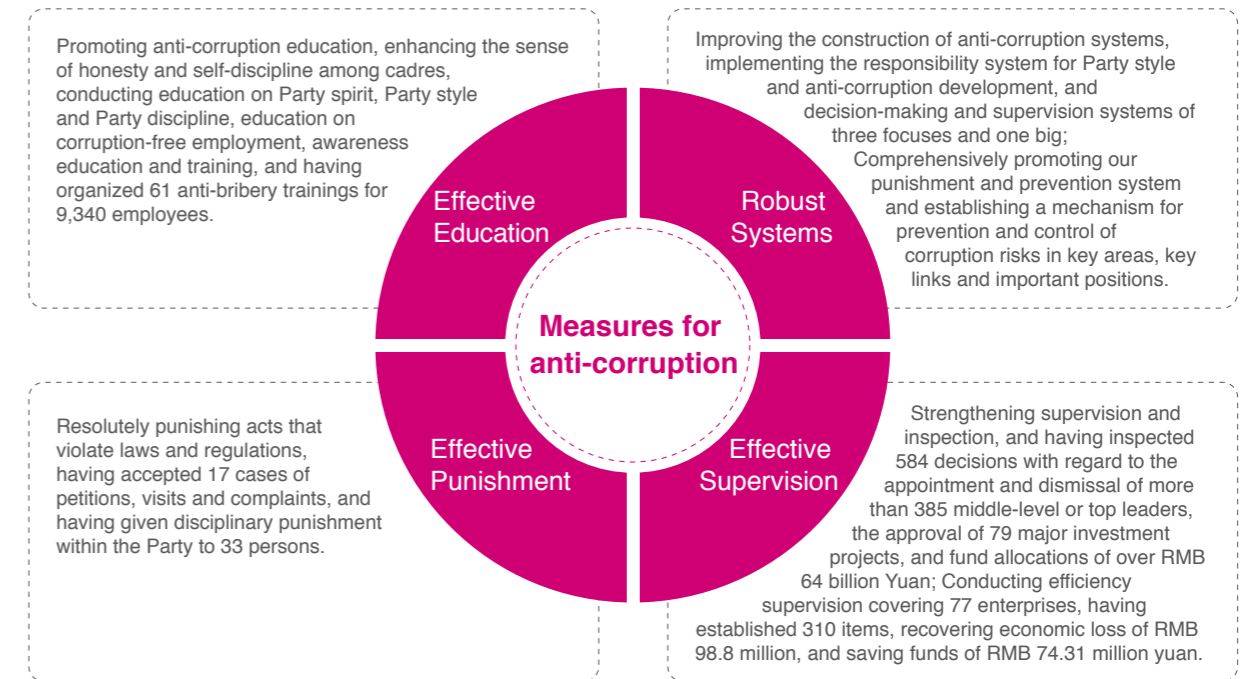 Promoting anti-corruption education, enhancing the sense
of honesty and self-discipline among cadres,
conducting education on Party spirit, Party style
and Party discipline, education on
corruption-free employment, awareness
education and training, and having
organized 61 anti-bribery trainings for
9,340 employees.
Improving the construction of anti-corruption systems,
implementing the responsibility system for Party style
and anti-corruption development, and
decision-making and supervision systems of
three focuses and one big;
Comprehensively promoting our
punishment and prevention system
and establishing a mechanism for
prevention and control of
corruption risks in key areas, key
links and important positions.
Effective
Education
Robust
Systems
Measures for
anti-corruption
Effective
Punishment
Effective
Supervision
Resolutely punishing acts that
violate laws and regulations,
having accepted 17 cases of
petitions, visits and complaints, and
having given disciplinary punishment
within the Party to 33 persons.
Strengthening supervision and
inspection, and having inspected
584 decisions with regard to the
appointment and dismissal of more
than 385 middle-level or top leaders,
the approval of 79 major investment
projects, and fund allocations of over RMB
64 billion Yuan; Conducting efficiency
supervision covering 77 enterprises, having
established 310 items, recovering economic loss of RMB
98.8 million, and saving funds of RMB 74.31 million yuan.